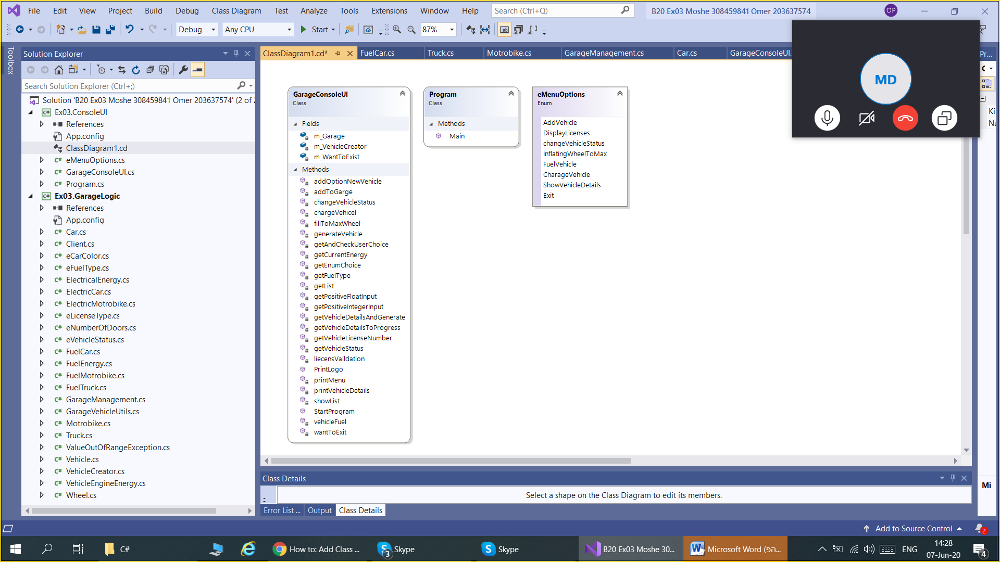 File Edit View Project Build Debug Class Diagram Test Analyze Tools Extensions Window Help Search (Ctrl+Q) B20 Ex03 Moshe 308459841 Omer 203637574 OP
Debug Any CPU Start 87%
Toolbox
Solution Explorer
Search Solution Explorer (Ctrl+;)
Solution 'B20 Ex03 Moshe 308459841 Omer 203637574' (2 of
Ex03.ConsoleUI
References
App.config
ClassDiagram1.cd
eMenuOptions.cs
GarageConsoleUI.cs
Program.cs
Ex03.GarageLogic
References
App.config
Car.cs
Client.cs
eCarColor.cs
eFuelType.cs
ElectricalEnergy.cs
ElectricCar.cs
ElectricMotrobike.cs
eLicenseType.cs
eNumberOfDoors.cs
eVehicleStatus.cs
FuelCar.cs
FuelEnergy.cs
FuelMotrobike.cs
FuelTruck.cs
GarageManagement.cs
GarageVehicleUtils.cs
Motrobike.cs
Truck.cs
ValueOutOfRangeException.cs
Vehicle.cs
VehicleCreator.cs
VehicleEngineEnergy.cs
Wheel.cs
ClassDiagram1.cd* FuelCar.cs Truck.cs Motrobike.cs GarageManagement.cs Car.cs GarageConsoleUI.
GarageConsoleUI
Class
Fields
m_Garage
m_VehicleCreator
m_WantToExist
Methods
addOptionNewVehicle
addToGarge
changeVehicleStatus
chargeVehicel
fillToMaxWheel
generateVehicle
getAndCheckUserChoice
getCurrentEnergy
getEnumChoice
getFuelType
getList
getPositiveFloatInput
getPositiveIntegerInput
getVehicleDetailsAndGenerate
getVehicleDetailsToProgress
getVehicleLicenseNumber
getVehicleStatus
liecensVaildation
PrintLogo
printMenu
printVehicleDetails
showList
StartProgram
vehicleFuel
wantToExit
Program
Class
Methods
Main
eMenuOptions
Enum
AddVehicle
DisplayLicenses
changeVehicleStatus
InflatingWheelToMax
FuelVehicle
CharageVehicle
ShowVehicleDetails
Exit
MD
Pr...
Ki
Na
Mi
Class Details
Select a shape on the Class Diagram to edit its members.
Error List ... Output Class Details
Add to Source Control 2
C# How to: Add Class ... 3 Skype Skype B20 Ex03 Moshe 30... Microsoft Word (הפ... ENG 14:28
07-Jun-20 4